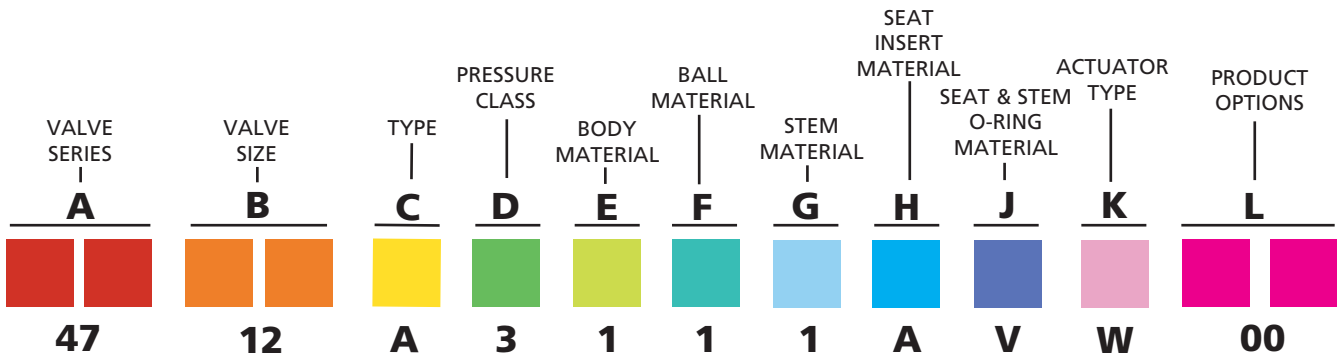 VALVE
SERIES
VALVE
SIZE
TYPE
PRESSURE
CLASS
BODY
MATERIAL
BALL
MATERIAL
STEM
MATERIAL
SEAT
INSERT
MATERIAL
SEAT & STEM
O-RING
MATERIAL
ACTUATOR
TYPE
PRODUCT
OPTIONS
A B C D E F G H J K L
47 12 A 3 1 1 1 A V W 00